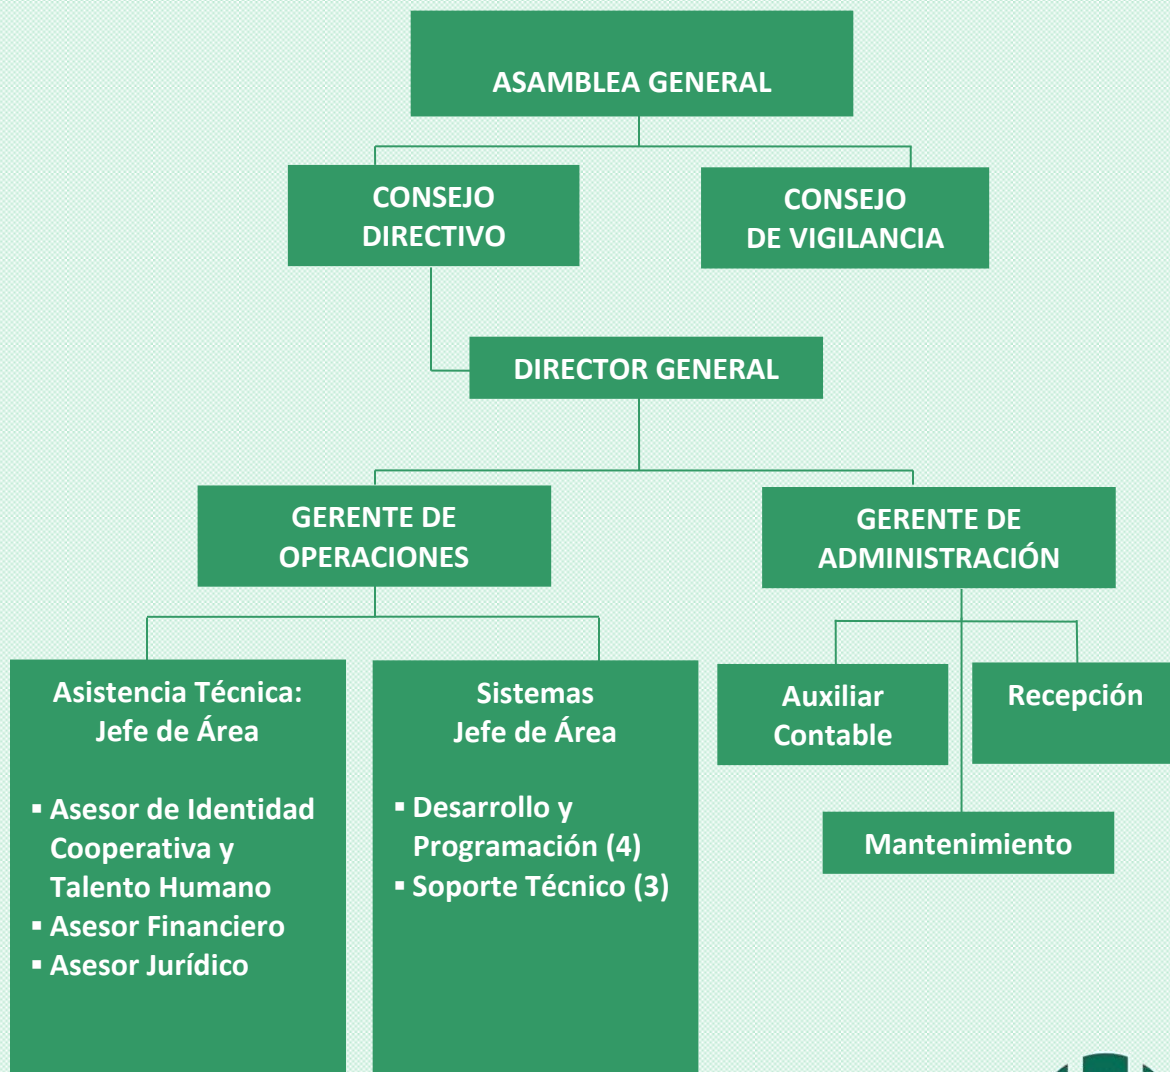 ASAMBLEA GENERAL
CONSEJO
DIRECTIVO
CONSEJO
DE VIGILANCIA
DIRECTOR GENERAL
GERENTE DE
OPERACIONES
GERENTE DE
ADMINISTRACIÓN
Asistencia Técnica:
Jefe de Área
▪ Asesor de Identidad
Cooperativa y
Talento Humano
▪ Asesor Financiero
▪ Asesor Jurídico
Sistemas
Jefe de Área
▪ Desarrollo y
Programación (4)
▪ Soporte Técnico (3)
Auxiliar
Contable
Recepción
Mantenimiento